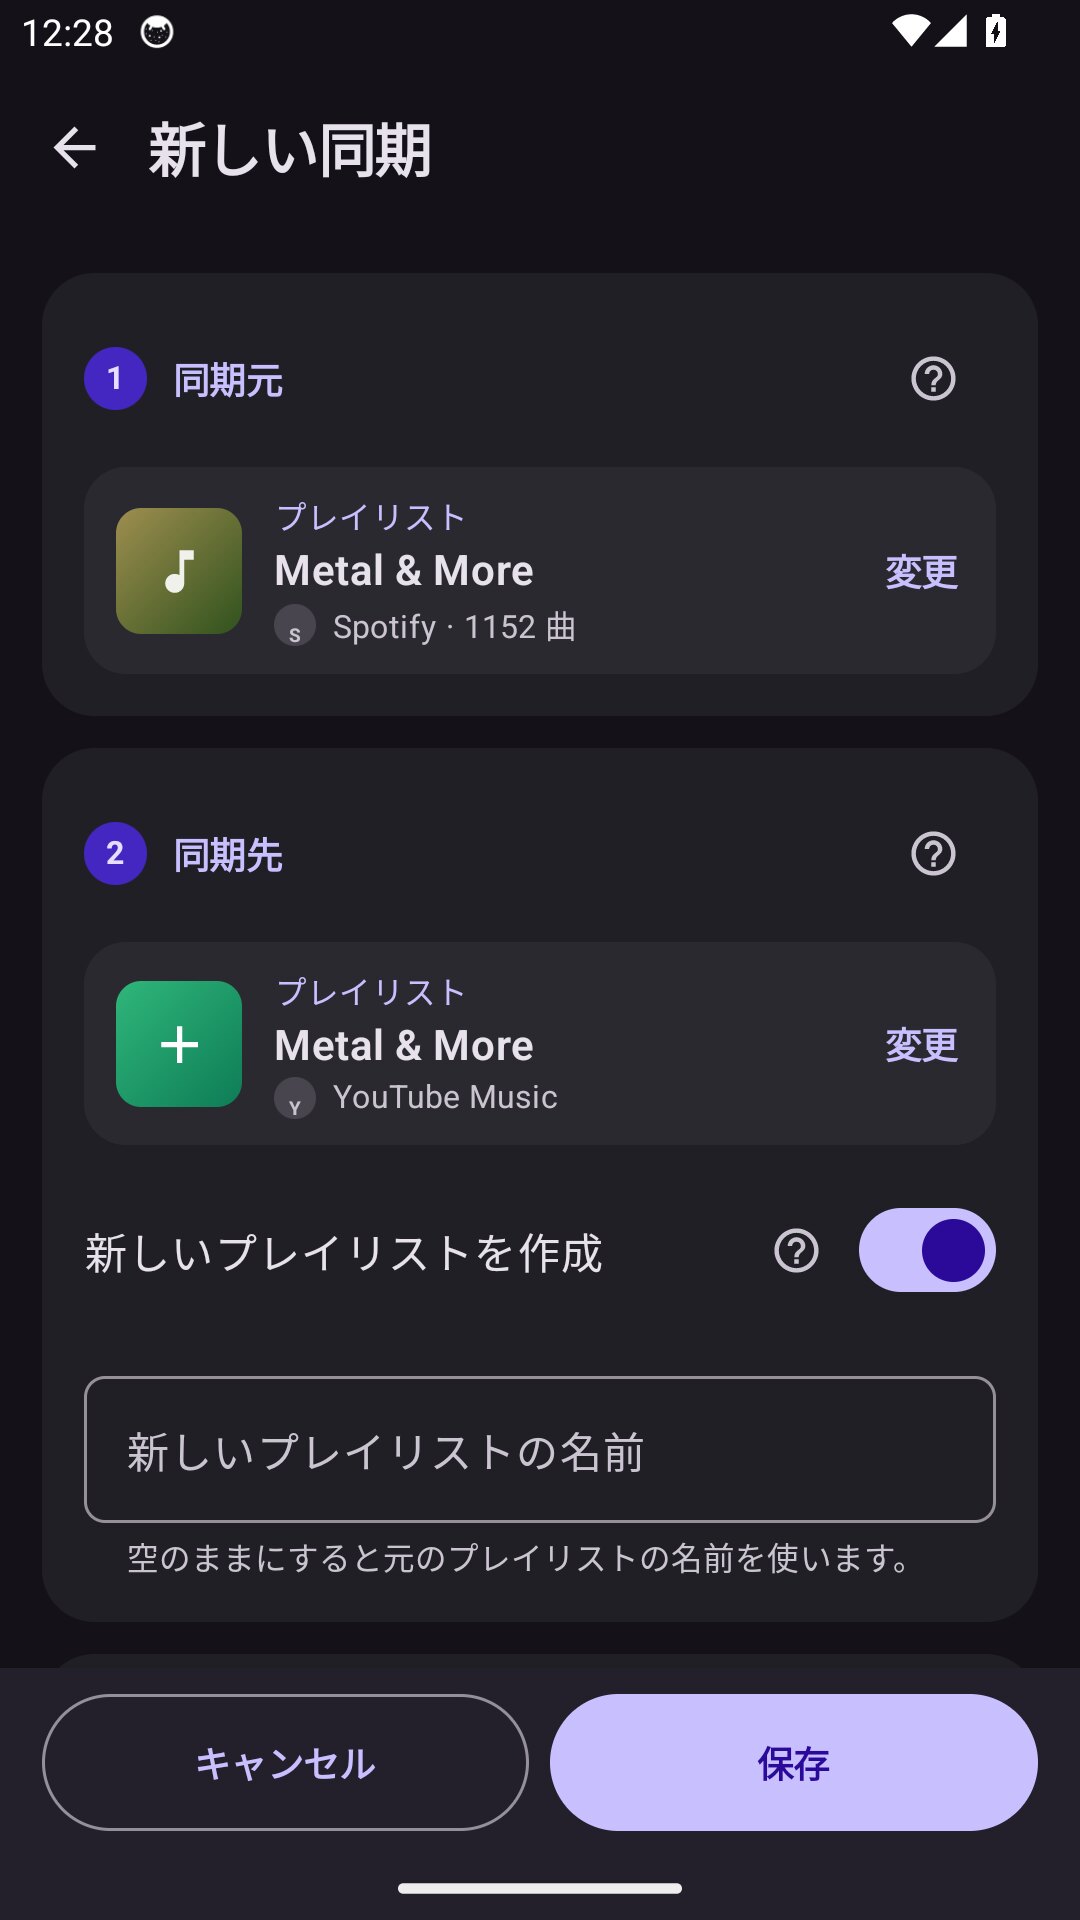 12:28
新しい同期
1 同期元
プレイリスト
Metal & More
変更
S Spotify · 1152 曲
2 同期先
プレイリスト
Metal & More
変更
Y YouTube Music
新しいプレイリストを作成
新しいプレイリストの名前
空のままにすると元のプレイリストの名前を使います。
キャンセル
保存